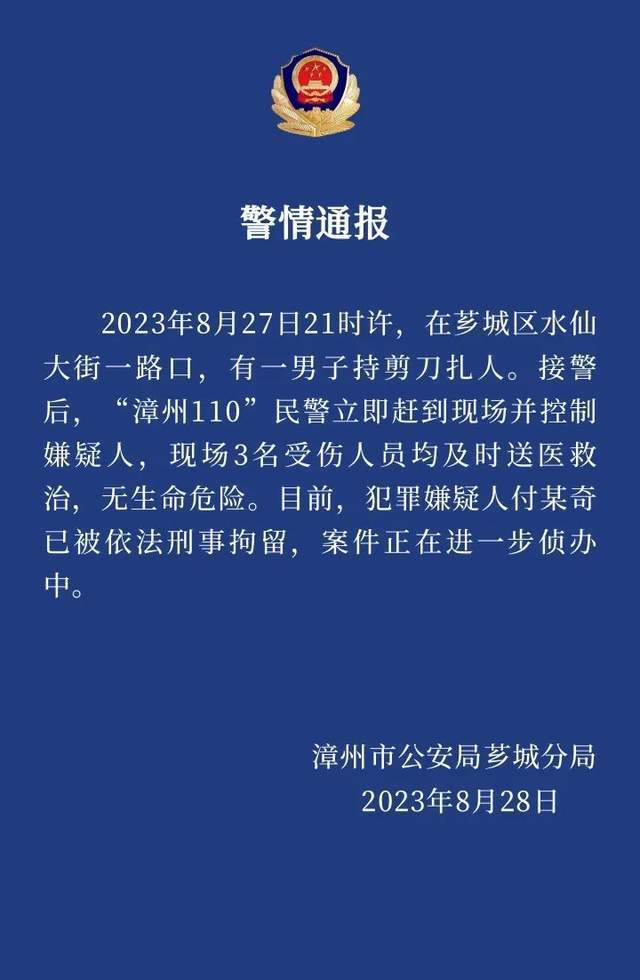 警情通报
2023年8月27日21时许，在芗城区水仙
大街一路口，有一男子持剪刀扎人。接警
后，“漳州110”民警立即赶到现场并控制
嫌疑人，现场3名受伤人员均及时送医救
治，无生命危险。目前，犯罪嫌疑人付某奇
已被依法刑事拘留，案件正在进一步侦办
中。
漳州市公安局芗城分局
2023年8月28日